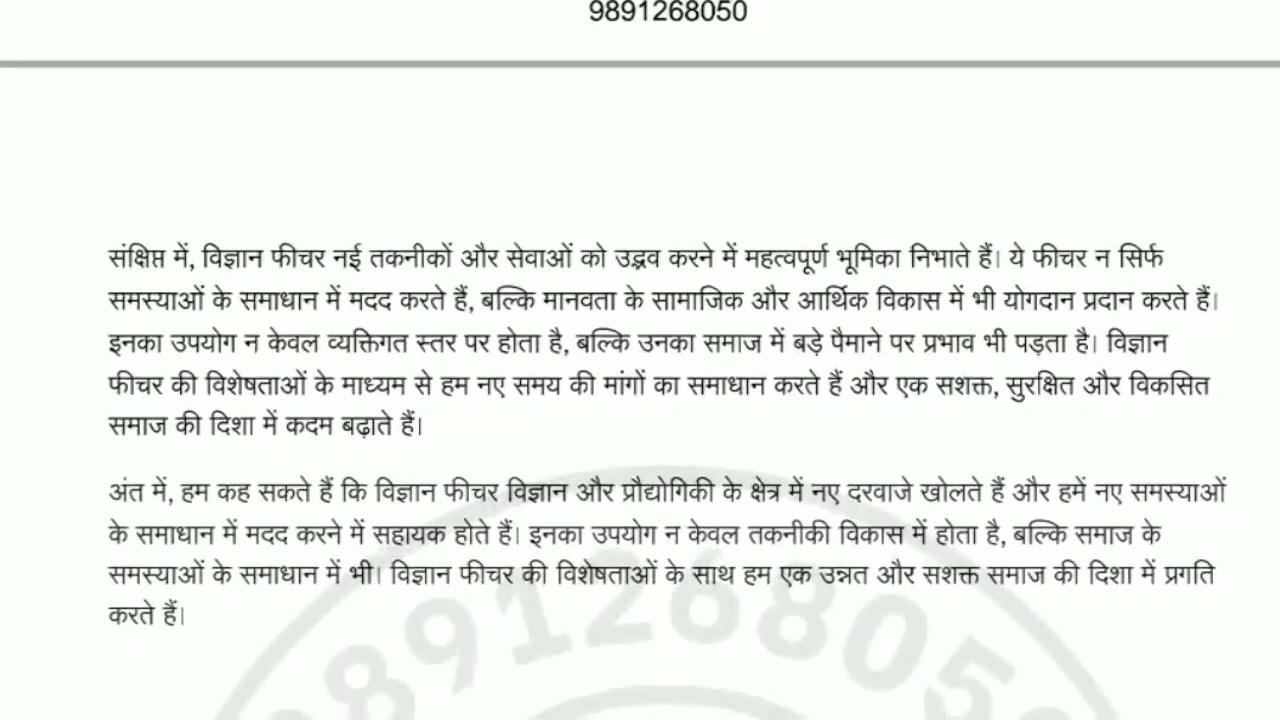 9891268050
संक्षिप्त में, विज्ञान फीचर नई तकनीकों और सेवाओं को उद्भव करने में महत्वपूर्ण भूमिका निभाते हैं। ये फीचर न सिर्फ
समस्याओं के समाधान में मदद करते हैं, बल्कि मानवता के सामाजिक और आर्थिक विकास में भी योगदान प्रदान करते हैं।
इनका उपयोग न केवल व्यक्तिगत स्तर पर होता है, बल्कि उनका समाज में बड़े पैमाने पर प्रभाव भी पड़ता है। विज्ञान
फीचर की विशेषताओं के माध्यम से हम नए समय की मांगों का समाधान करते हैं और एक सशक्त, सुरक्षित और विकसित
समाज की दिशा में कदम बढ़ाते हैं।
अंत में, हम कह सकते हैं कि विज्ञान फीचर विज्ञान और प्रौद्योगिकी के क्षेत्र में नए दरवाजे खोलते हैं और हमें नए समस्याओं
के समाधान में मदद करने में सहायक होते हैं। इनका उपयोग न केवल तकनीकी विकास में होता है, बल्कि समाज के
समस्याओं के समाधान में भी। विज्ञान फीचर की विशेषताओं के साथ हम एक उन्नत और सशक्त समाज की दिशा में प्रगति
करते हैं।
9891268050